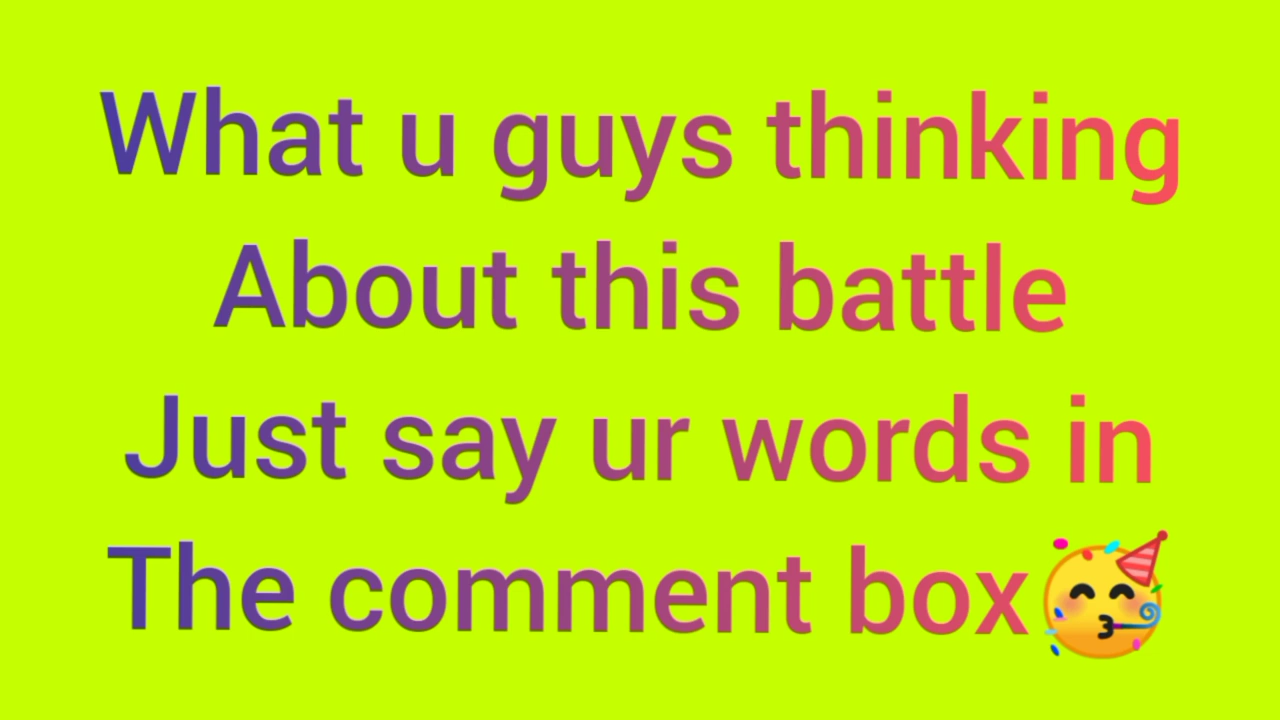 What u guys thinking
About this battle
Just say ur words in
The comment box🥳